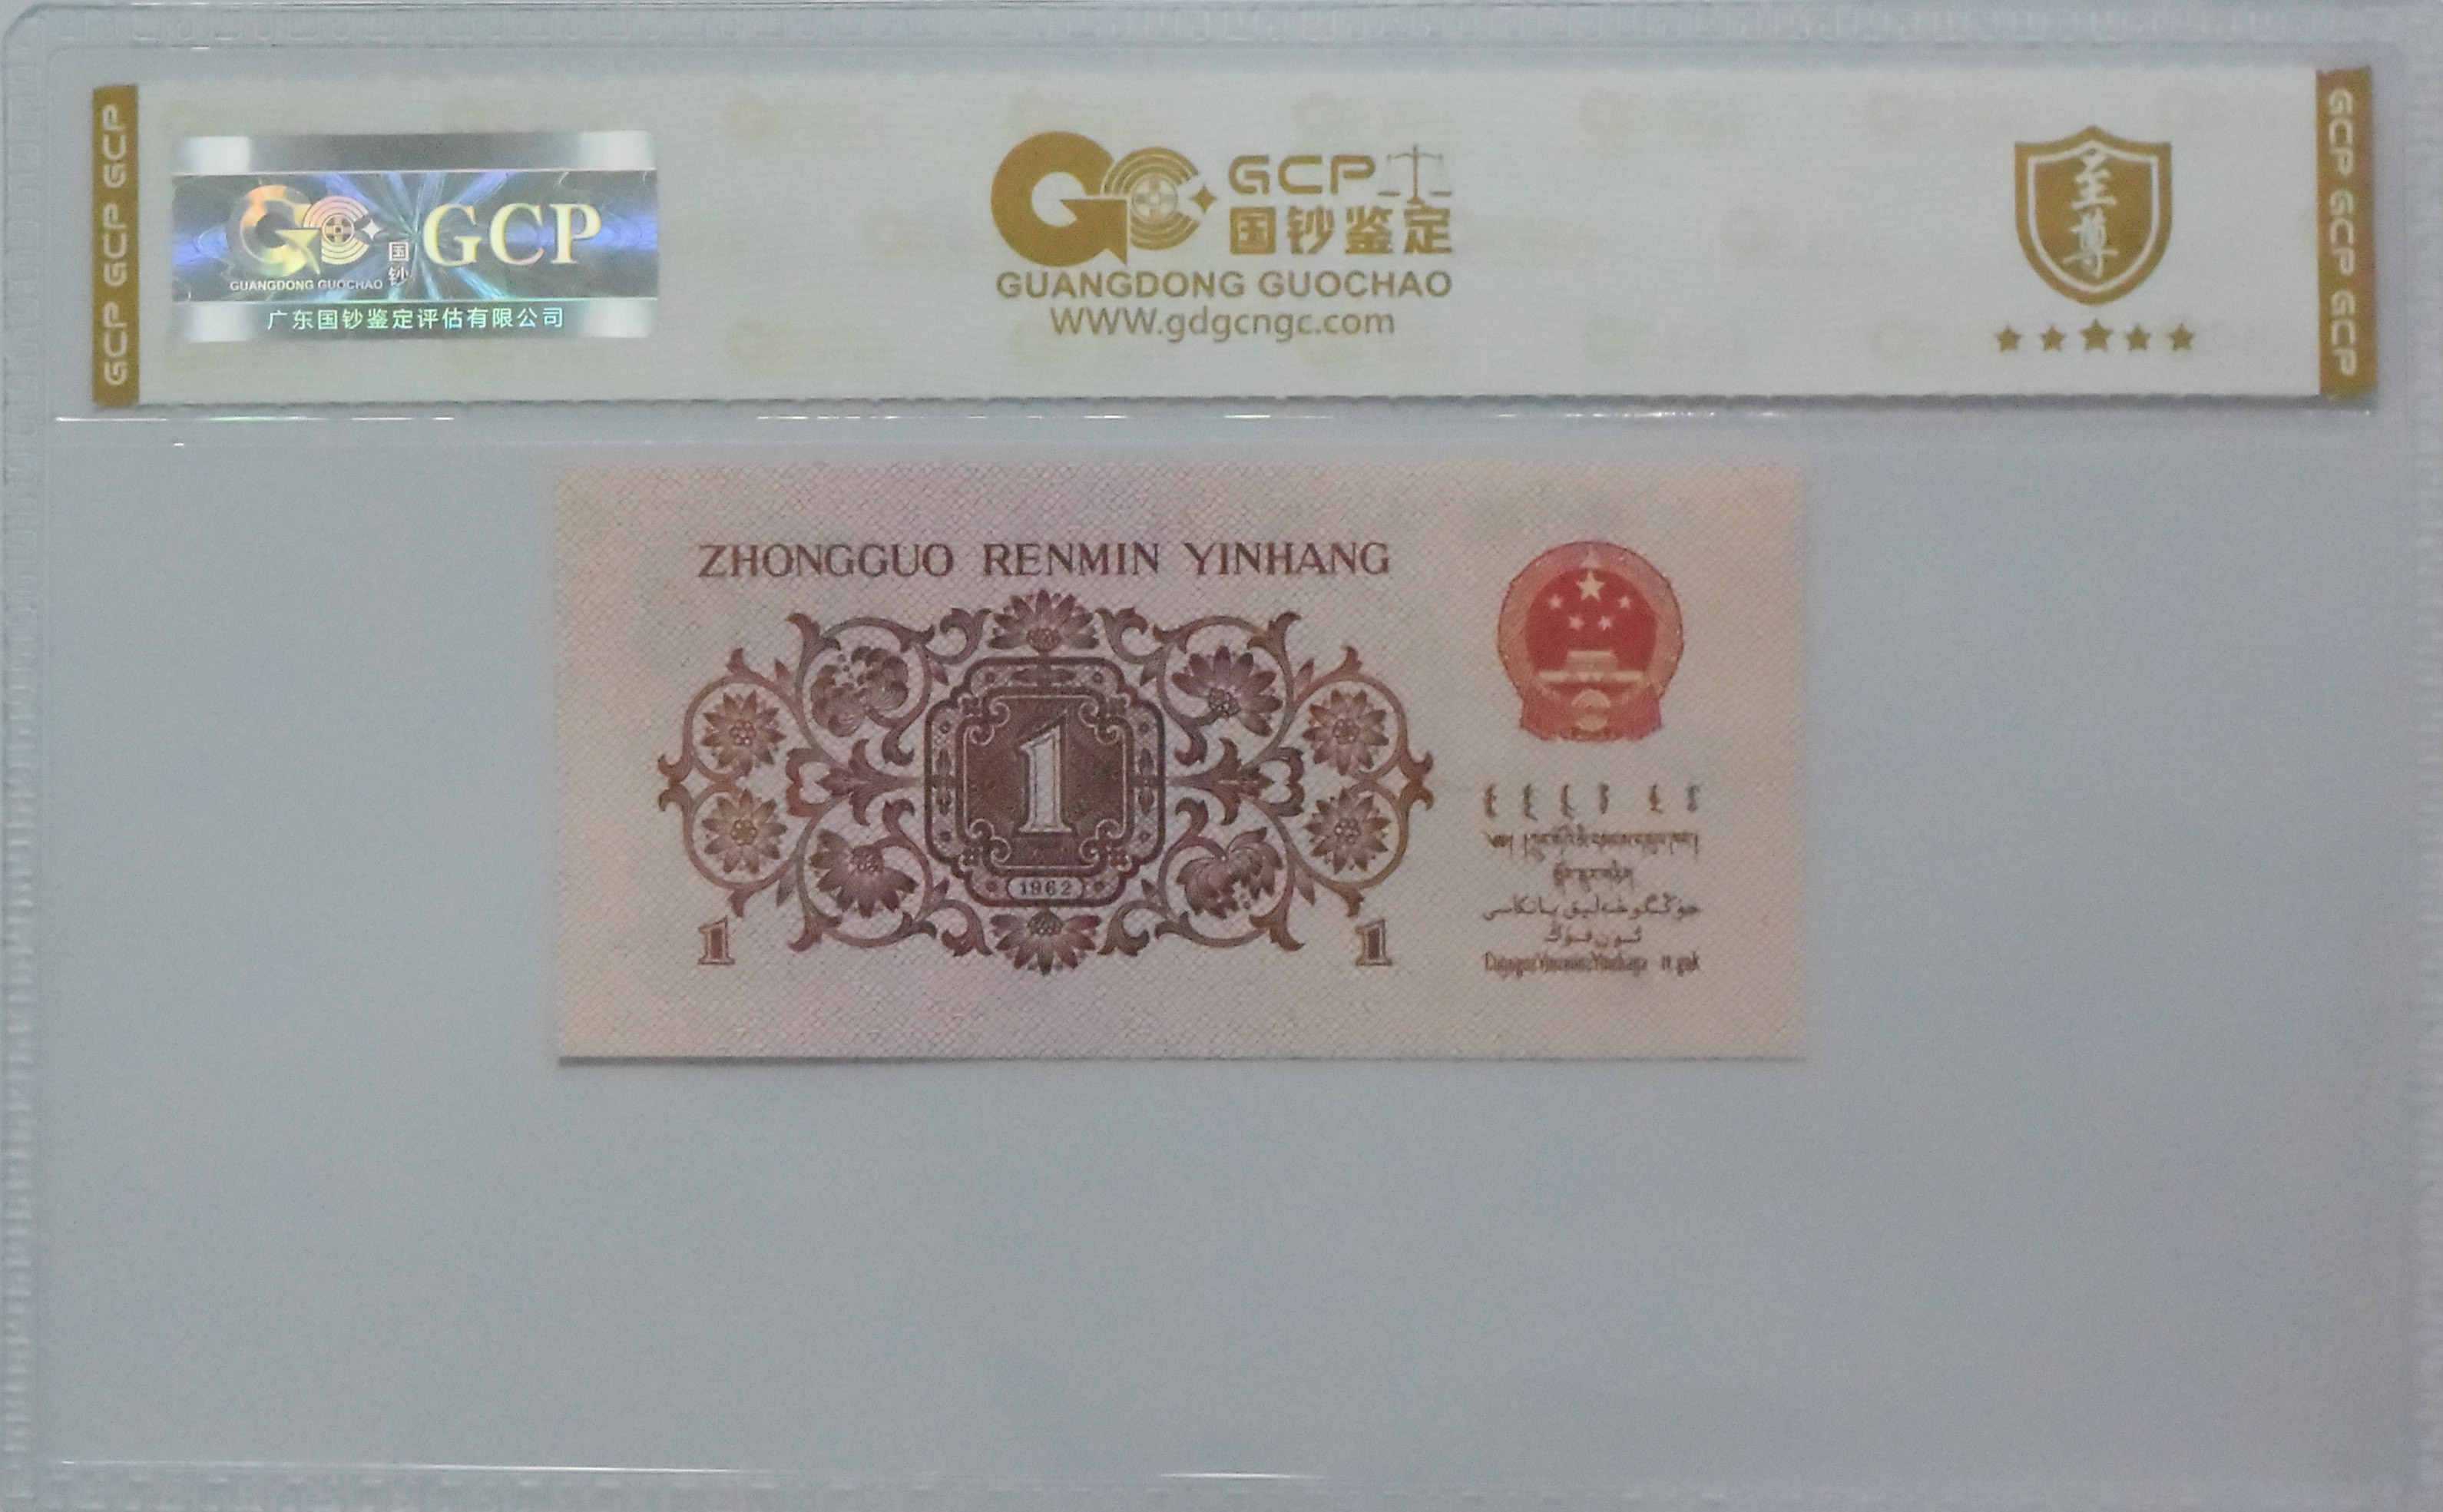 GCP GCP GCP
GCP
国钞
GUANGDONG GUOCHAO
广东国钞鉴定评估有限公司
GCP
国钞鉴定
GUANGDONG GUOCHAO
WWW.gdgcngc.com
至尊
GCP GCP GCP
ZHONGGUO RENMIN YINHANG
1
1962
1
1